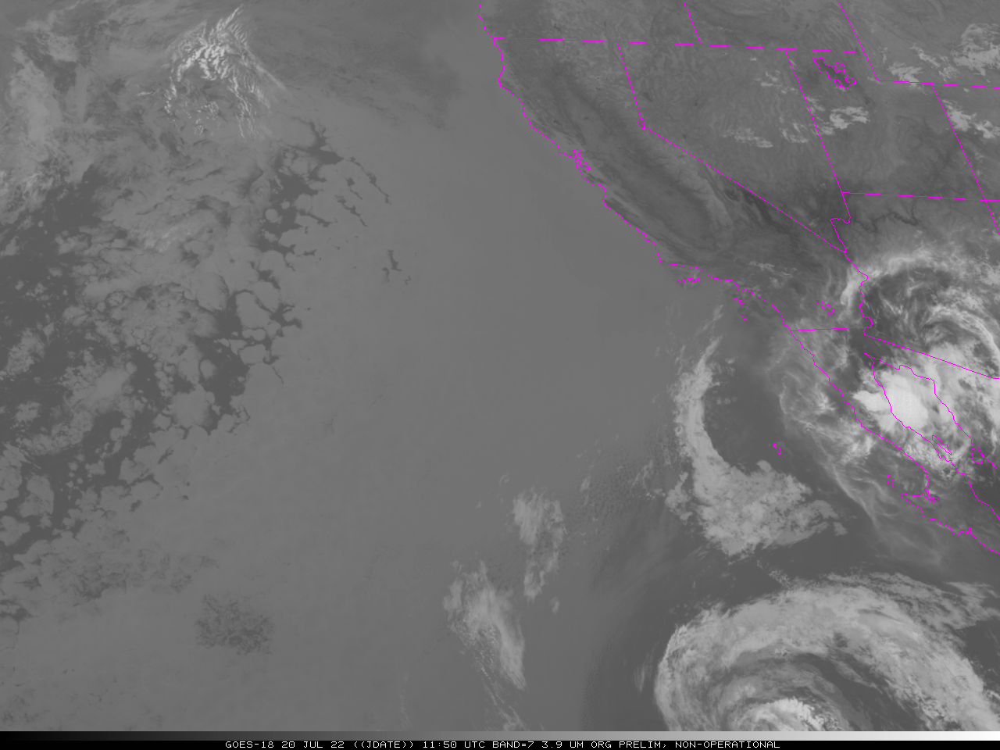 GOES-18 20 JUL 22 ((JDATE)) 11:50 UTC BAND=7 3.9 UM ORG PRELIM, NON-OPERATIONAL